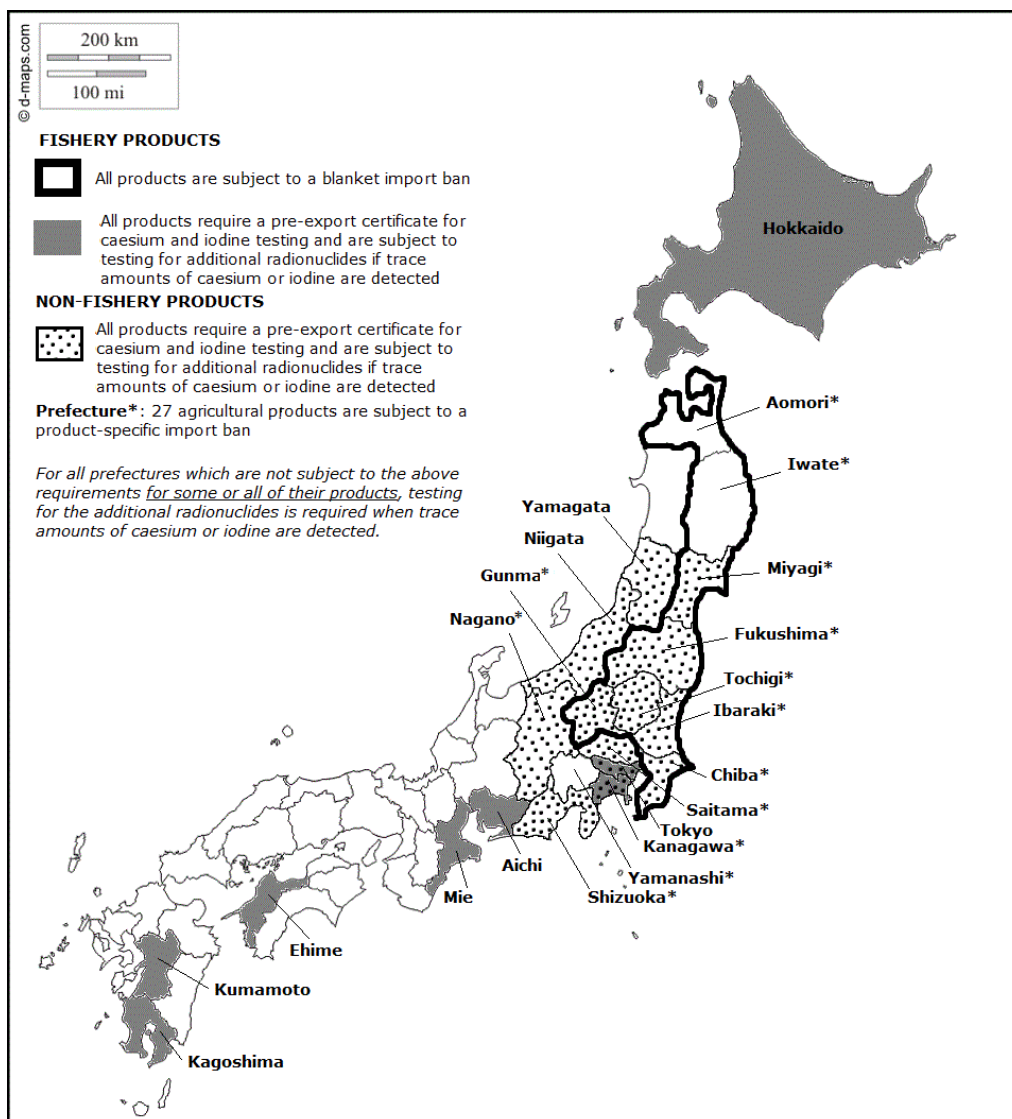 © d-maps.com
200 km
100 mi
FISHERY PRODUCTS
All products are subject to a blanket import ban
All products require a pre-export certificate for
caesium and iodine testing and are subject to
testing for additional radionuclides if trace
amounts of caesium or iodine are detected
NON-FISHERY PRODUCTS
All products require a pre-export certificate for
caesium and iodine testing and are subject to
testing for additional radionuclides if trace
amounts of caesium or iodine are detected
Prefecture*: 27 agricultural products are subject to a
product-specific import ban
For all prefectures which are not subject to the above
requirements for some or all of their products, testing
for the additional radionuclides is required when trace
amounts of caesium or iodine are detected.
Hokkaido
Aomori*
Iwate*
Yamagata
Niigata
Gunma*
Miyagi*
Nagano*
Fukushima*
Tochigi*
Ibaraki*
Chiba*
Saitama*
Tokyo
Kanagawa*
Aichi
Yamanashi*
Mie
Shizuoka*
Ehime
Kumamoto
Kagoshima